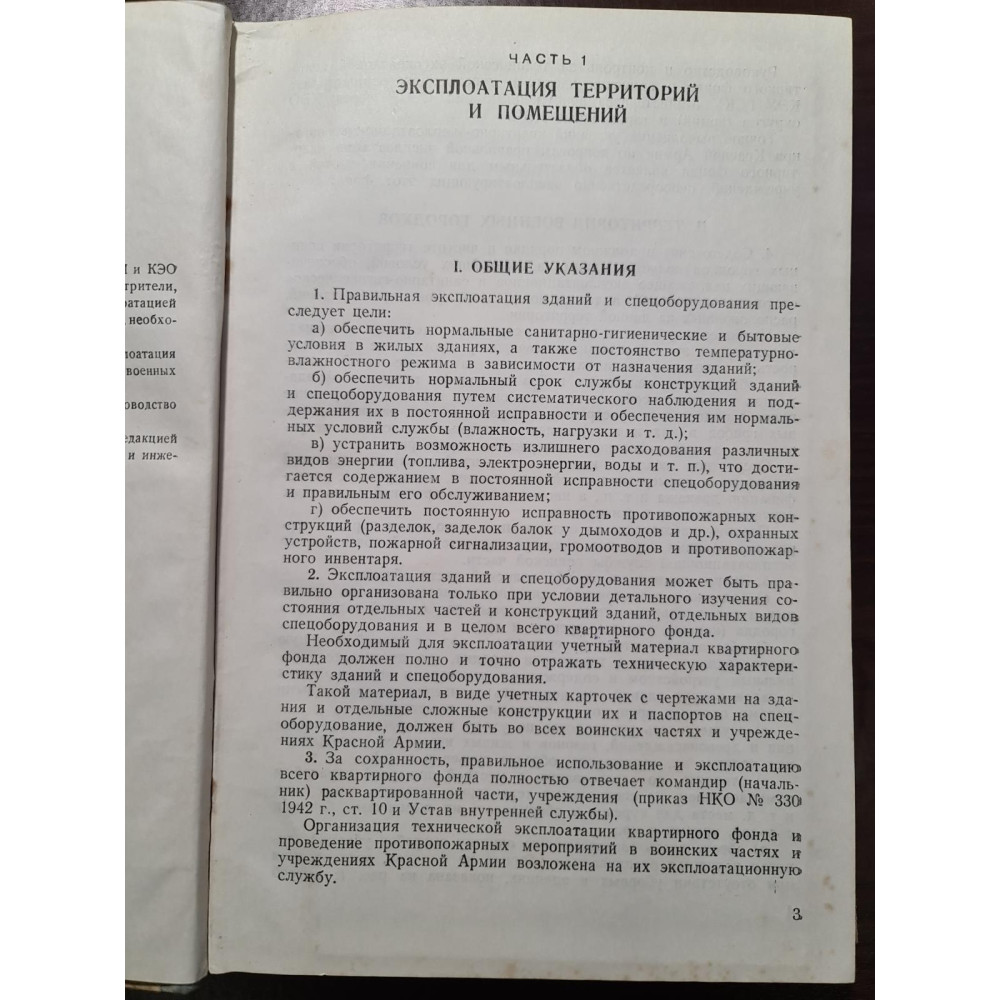 I и КЭО
трители,
ратацией
необхо-
плоатация
военных
ководство
едакцией
и инже-
ЧАСТЬ 1
ЭКСПЛОАТАЦИЯ ТЕРРИТОРИЙ
И ПОМЕЩЕНИЙ
I. ОБЩИЕ УКАЗАНИЯ
1. Правильная эксплоатация зданий и спецоборудования пре-
следует цели:
а) обеспечить нормальные санитарно-гигиенические и бытовые
условия в жилых зданиях, а также постоянство температурно-
влажностного режима в зависимости от назначения зданий;
б) обеспечить нормальный срок службы конструкций зданий
и спецоборудования путем систематического наблюдения и под-
держания их в постоянной исправности и обеспечения им нормаль-
ных условий службы (влажность, нагрузки и т. д.);
в) устранить возможность излишнего расходования различных
видов энергии (топлива, электроэнергии, воды и т. п.), что дости-
гается содержанием в постоянной исправности спецоборудования
и правильным его обслуживанием;
г) обеспечить постоянную исправность противопожарных кон-
струкций (разделок, заделок балок у дымоходов и др.), охранных
устройств, пожарной сигнализации, громоотводов и противопожар-
ного инвентаря.
2. Эксплоатация зданий и спецоборудования может быть пра-
вильно организована только при условии детального изучения со-
стояния отдельных частей и конструкций зданий, отдельных видов
спецоборудования и в целом всего квартирного фонда.
Необходимый для эксплоатации учетный материал квартирного
фонда должен полно и точно отражать техническую характери-
стику зданий и спецоборудования.
Такой материал, в виде учетных карточек с чертежами на зда-
ния и отдельные сложные конструкции их и паспортов на спец-
оборудование, должен быть во всех воинских частях и учрежде-
ниях Красной Армии.
3. За сохранность, правильное использование и эксплоатацию
всего квартирного фонда полностью отвечает командир (началь-
ник) расквартированной части, учреждения (приказ НКО № 330
1942 г., ст. 10 и Устав внутренней службы).
Организация технической эксплоатации квартирного фонда и
проведение противопожарных мероприятий в воинских частях и
учреждениях Красной Армии возложена на их эксплоатационную
службу.
3